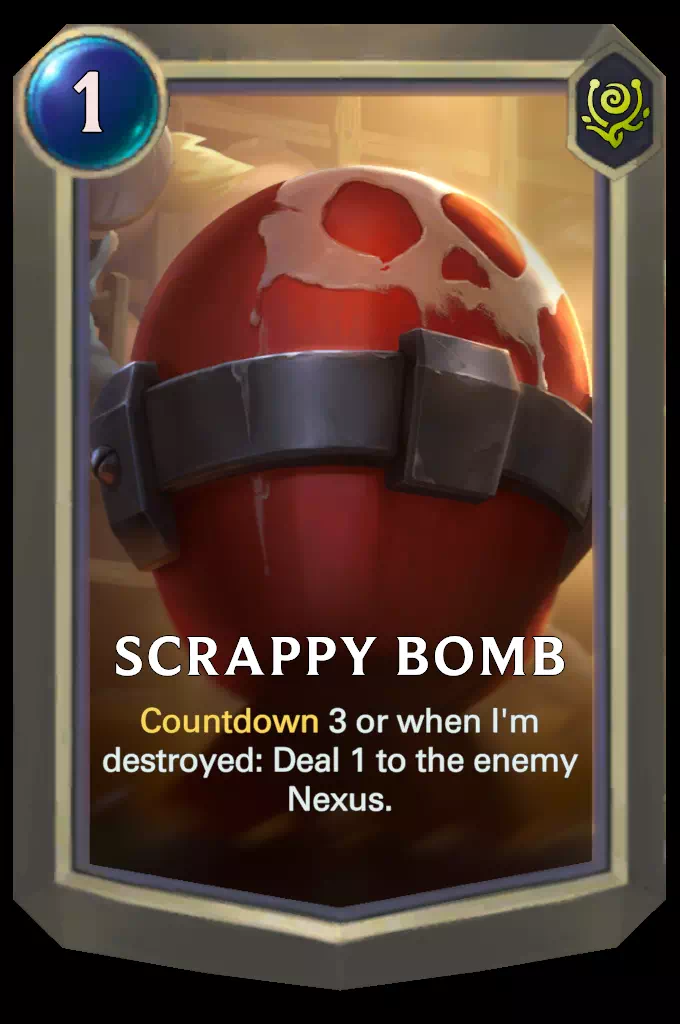 1
SCRAPPY BOMB
Countdown 3 or when I'm
destroyed: Deal 1 to the enemy
Nexus.